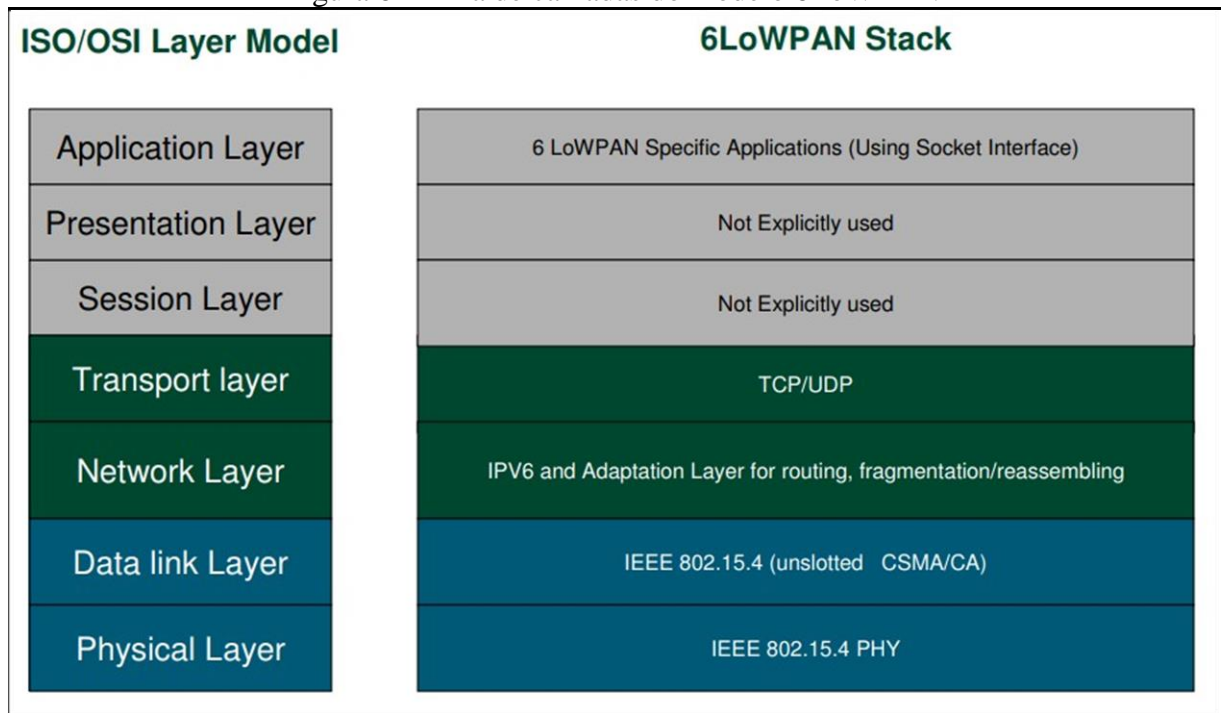 ISO/OSI Layer Model
6LoWPAN Stack
Application Layer
6 LoWPAN Specific Applications (Using Socket Interface)
Presentation Layer
Not Explicitly used
Session Layer
Not Explicitly used
Transport layer
TCP/UDP
Network Layer
IPV6 and Adaptation Layer for routing, fragmentation/reassembling
Data link Layer
IEEE 802.15.4 (unslotted CSMA/CA)
Physical Layer
IEEE 802.15.4 PHY